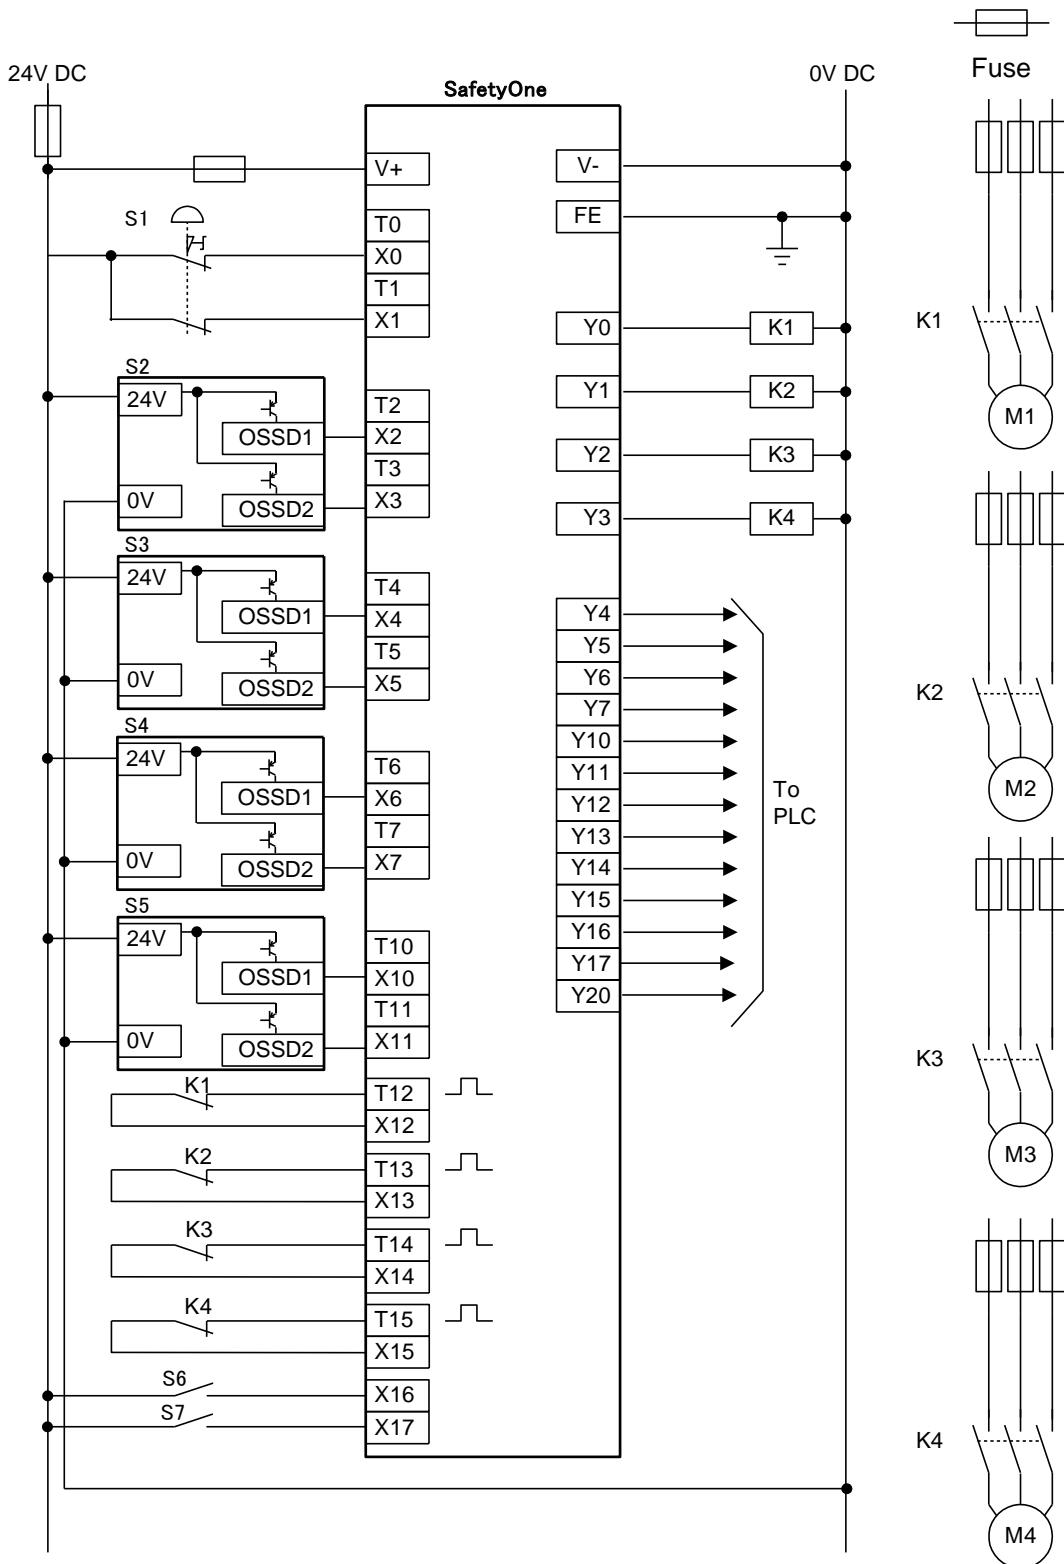 24V DC
SafetyOne
0V DC
Fuse
V+
V-
S1
T0
FE
X0
T1
X1
Y0
K1
K1
M1
S2
24V
OSSD1
0V
OSSD2
T2
X2
T3
X3
Y1
K2
Y2
K3
Y3
K4
S3
24V
OSSD1
0V
OSSD2
T4
X4
T5
X5
Y4
Y5
Y6
Y7
Y10
Y11
Y12
Y13
Y14
Y15
Y16
Y17
Y20
To
PLC
K2
M2
S4
24V
OSSD1
0V
OSSD2
T6
X6
T7
X7
S5
24V
OSSD1
0V
OSSD2
T10
X10
T11
X11
K1
T12
X12
K2
T13
X13
K3
T14
X14
K4
T15
X15
S6
X16
S7
X17
K3
M3
K4
M4